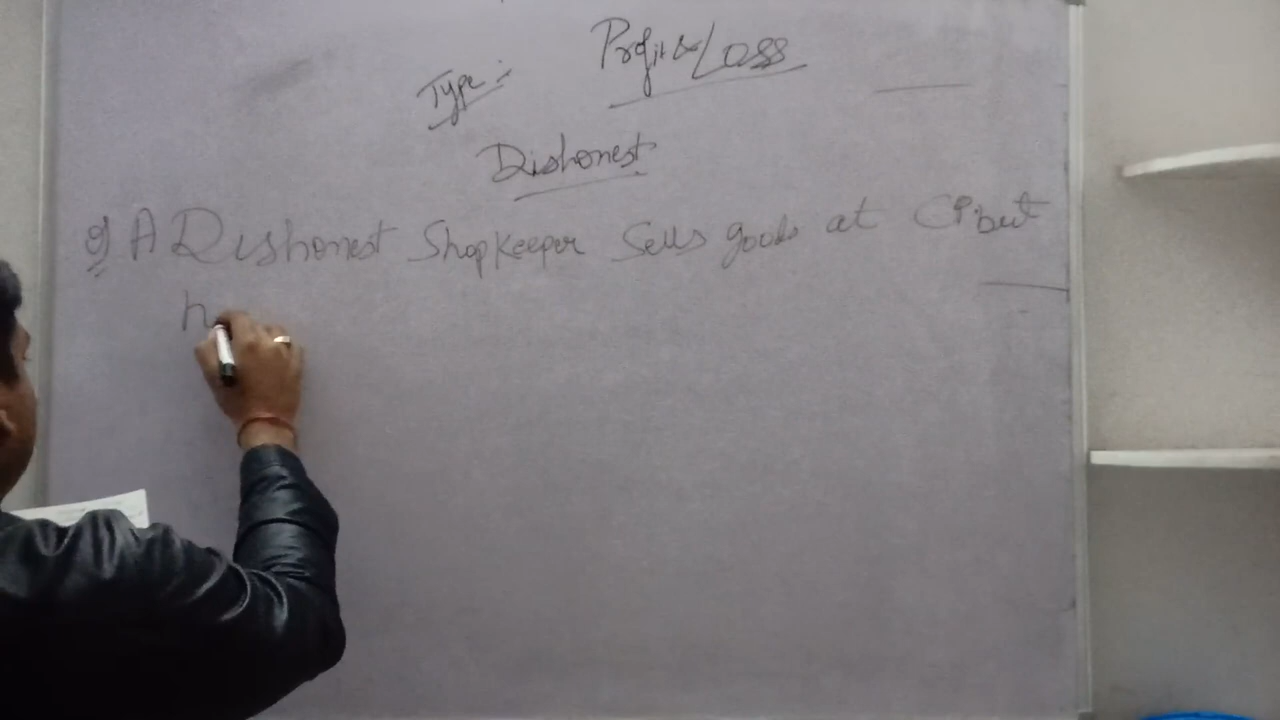 Profit & Loss
Type :-
Dishonest
Q) A Dishonest Shopkeeper Sells goods at CP but
h